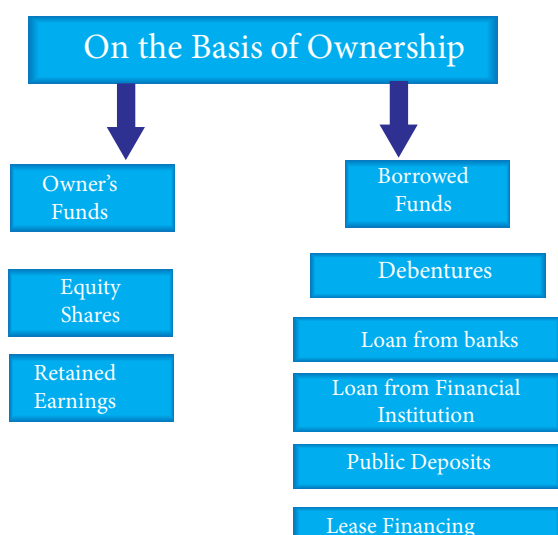 On the Basis of Ownership
Owner's
Funds
Equity
Shares
Retained
Earnings
Borrowed
Funds
Debentures
Loan from banks
Loan from Financial
Institution
Public Deposits
Lease Financing